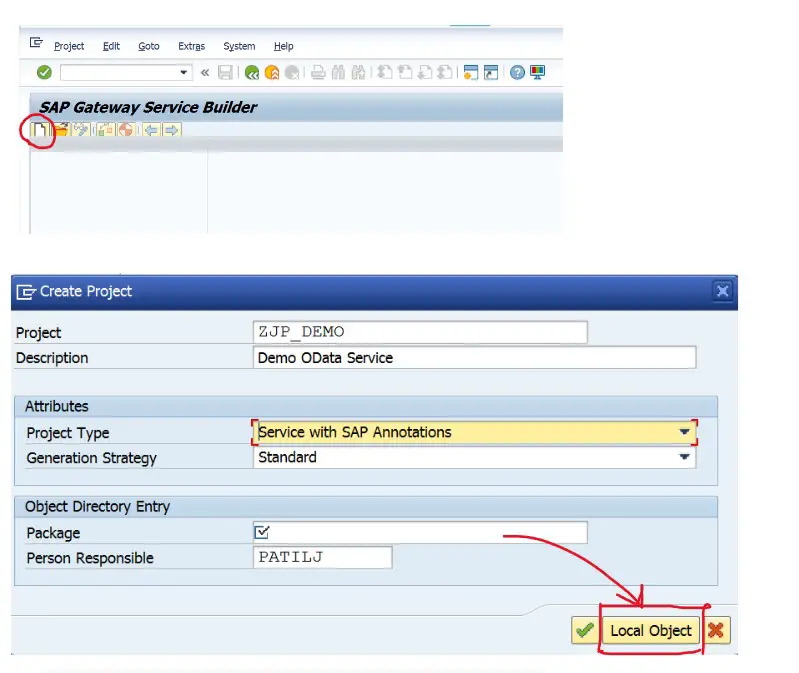 Project Edit Goto Extras System Help
SAP Gateway Service Builder
Create Project
Project ZJP_DEMO
Description Demo OData Service
Attributes
Project Type Service with SAP Annotations
Generation Strategy Standard
Object Directory Entry
Package
Person Responsible PATILJ
Local Object